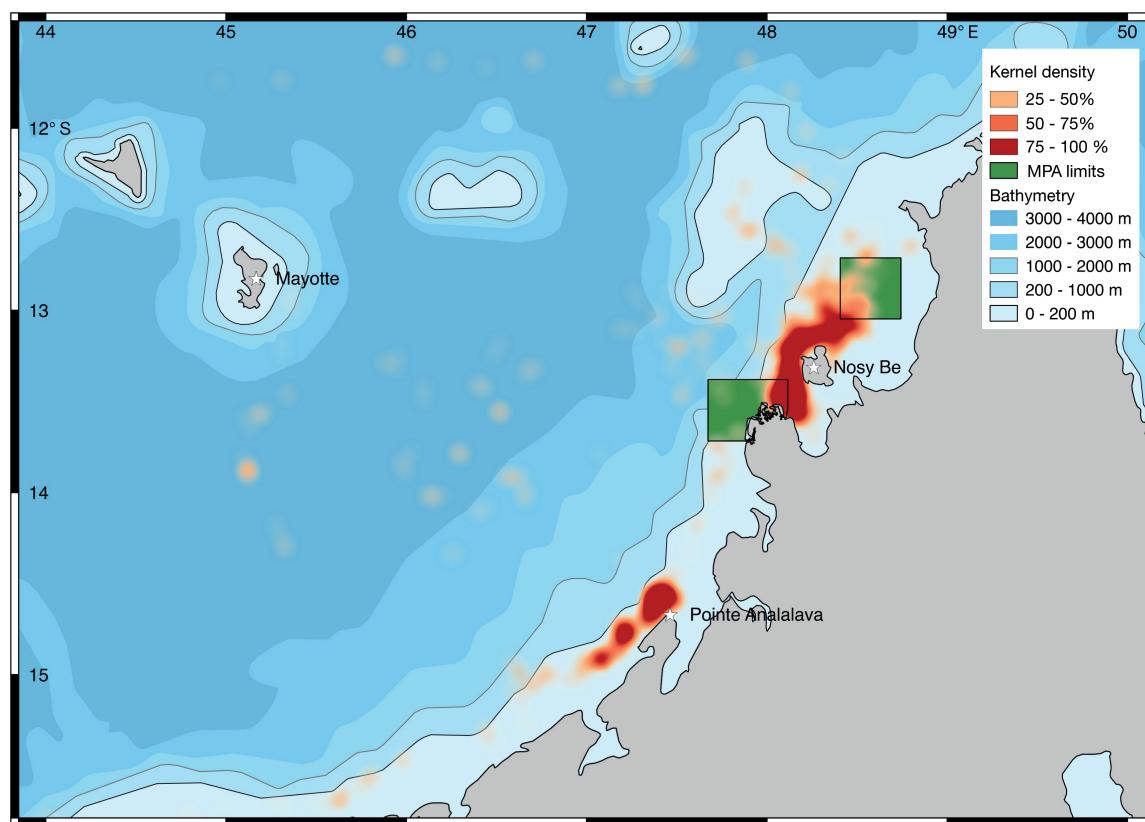 44
45
46
47
48
49° E
50
12° S
13
14
15
Kernel density
25 - 50%
50 - 75%
75 - 100 %
MPA limits
Bathymetry
3000 - 4000 m
2000 - 3000 m
1000 - 2000 m
200 - 1000 m
0 - 200 m
Mayotte
Nosy Be
Pointe Analalava